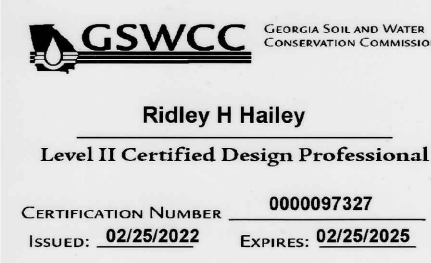 GSWCC
GEORGIA SOIL AND WATER
CONSERVATION COMMISSIO
Ridley H Hailey
Level II Certified Design Professional
CERTIFICATION NUMBER 0000097327
ISSUED: 02/25/2022 EXPIRES: 02/25/2025